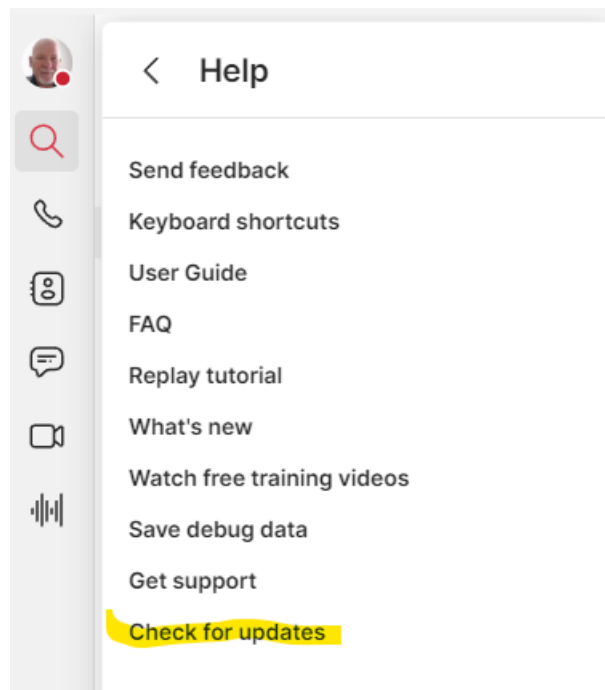 Help
Send feedback
Keyboard shortcuts
User Guide
FAQ
Replay tutorial
What's new
Watch free training videos
Save debug data
Get support
Check for updates